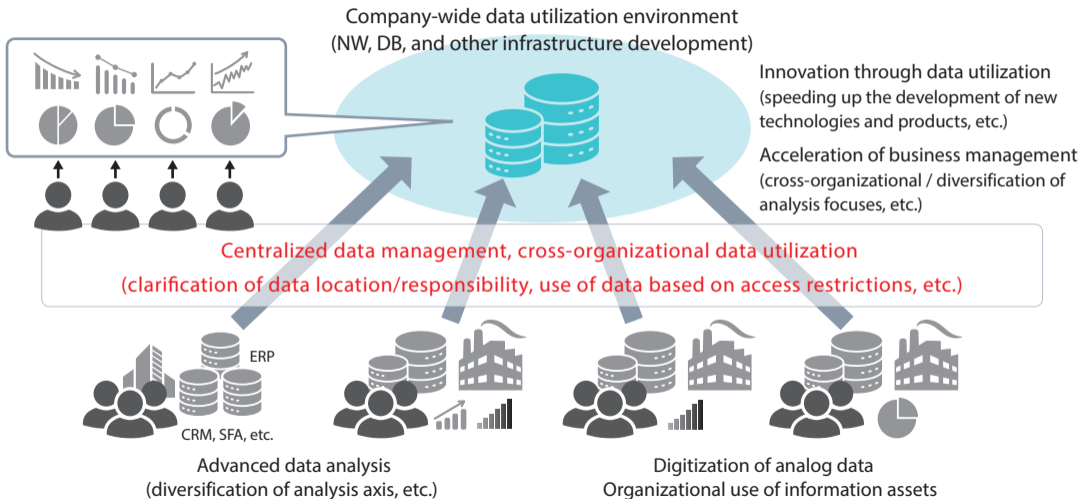 Company-wide data utilization environment
(NW, DB, and other infrastructure development)
Innovation through data utilization
(speeding up the development of new
technologies and products, etc.)
Acceleration of business management
(cross-organizational / diversification of
analysis focuses, etc.)
Centralized data management, cross-organizational data utilization
(clarification of data location/responsibility, use of data based on access restrictions, etc.)
ERP
CRM, SFA, etc.
Advanced data analysis
(diversification of analysis axis, etc.)
Digitization of analog data
Organizational use of information assets